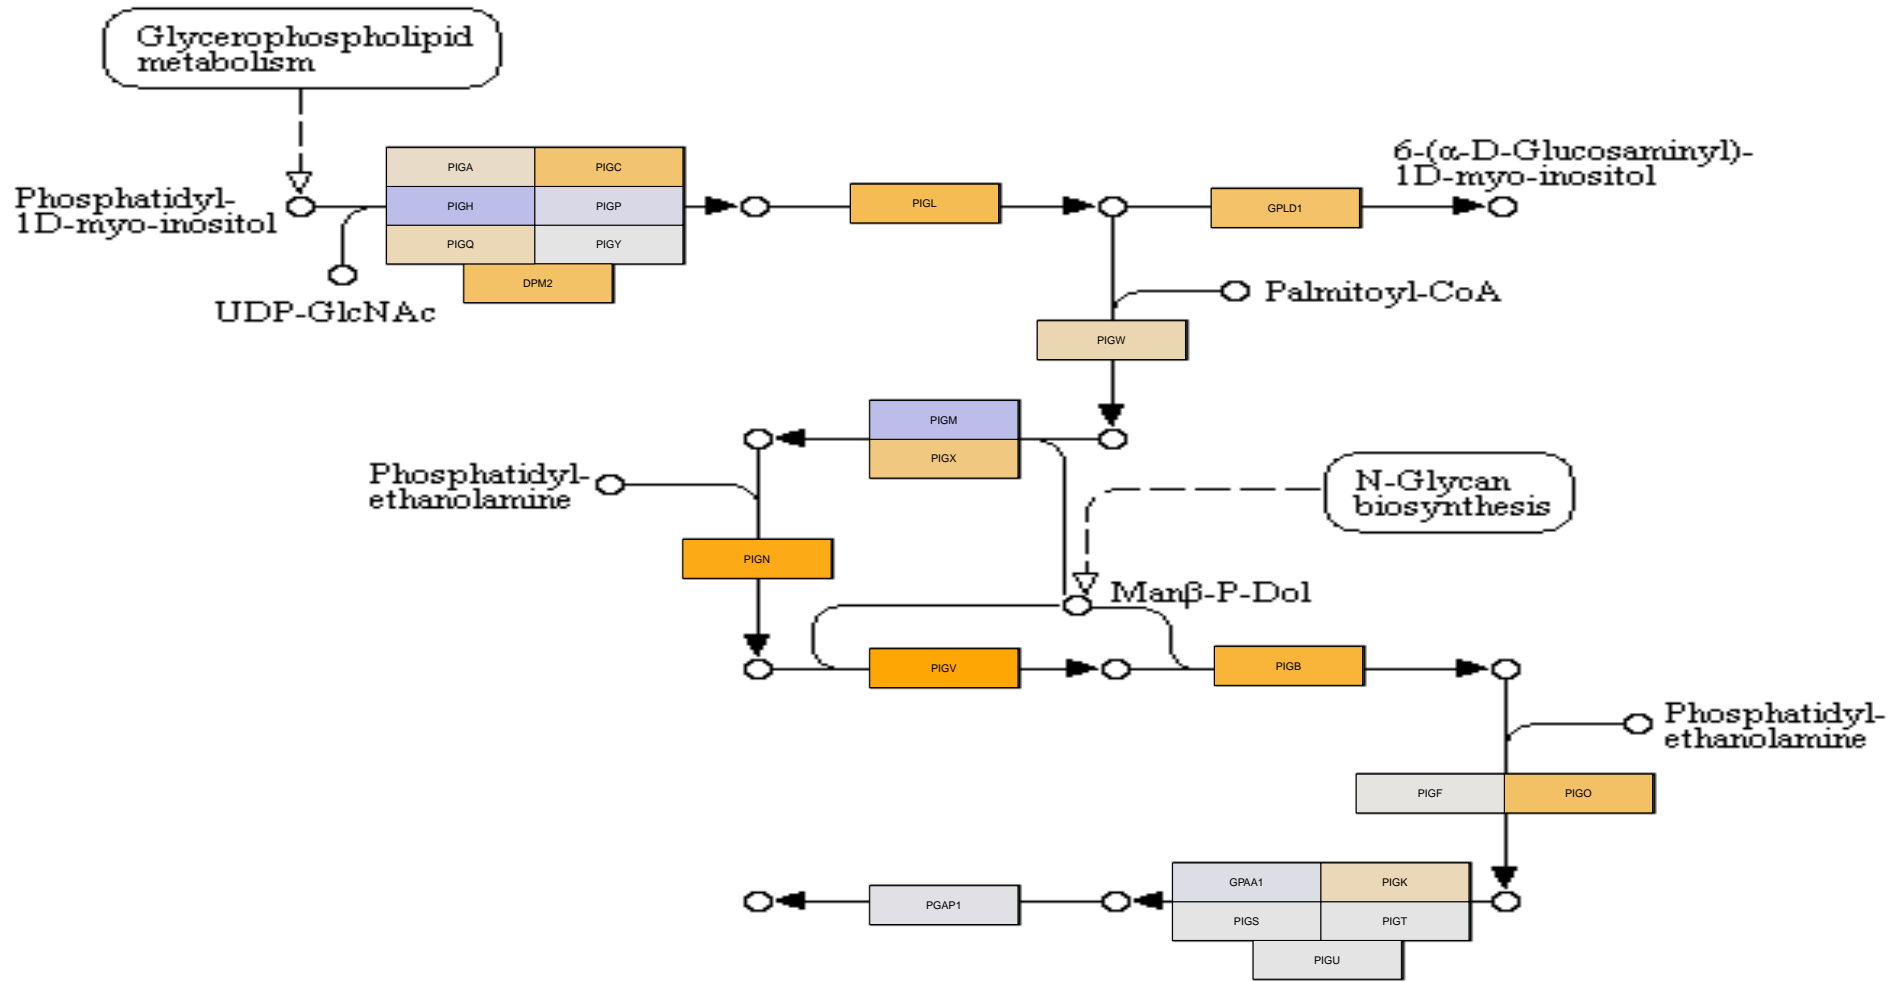 Glycerophospholipid
metabolism
Phosphatidyl-
1D-myo-inositol
UDP-GlcNAc
PIGA
PIGC
PIGH
PIGP
PIGQ
PIGY
DPM2
PIGL
GPLD1
6-(α-D-Glucosaminyl)-
1D-myo-inositol
Palmitoyl-CoA
PIGW
PIGM
PIGX
Phosphatidyl-
ethanolamine
N-Glycan
biosynthesis
PIGN
Manβ-P-Dol
PIGV
PIGB
Phosphatidyl-
ethanolamine
PIGF
PIGO
GPAA1
PIGK
PIGS
PIGT
PIGU
PGAP1